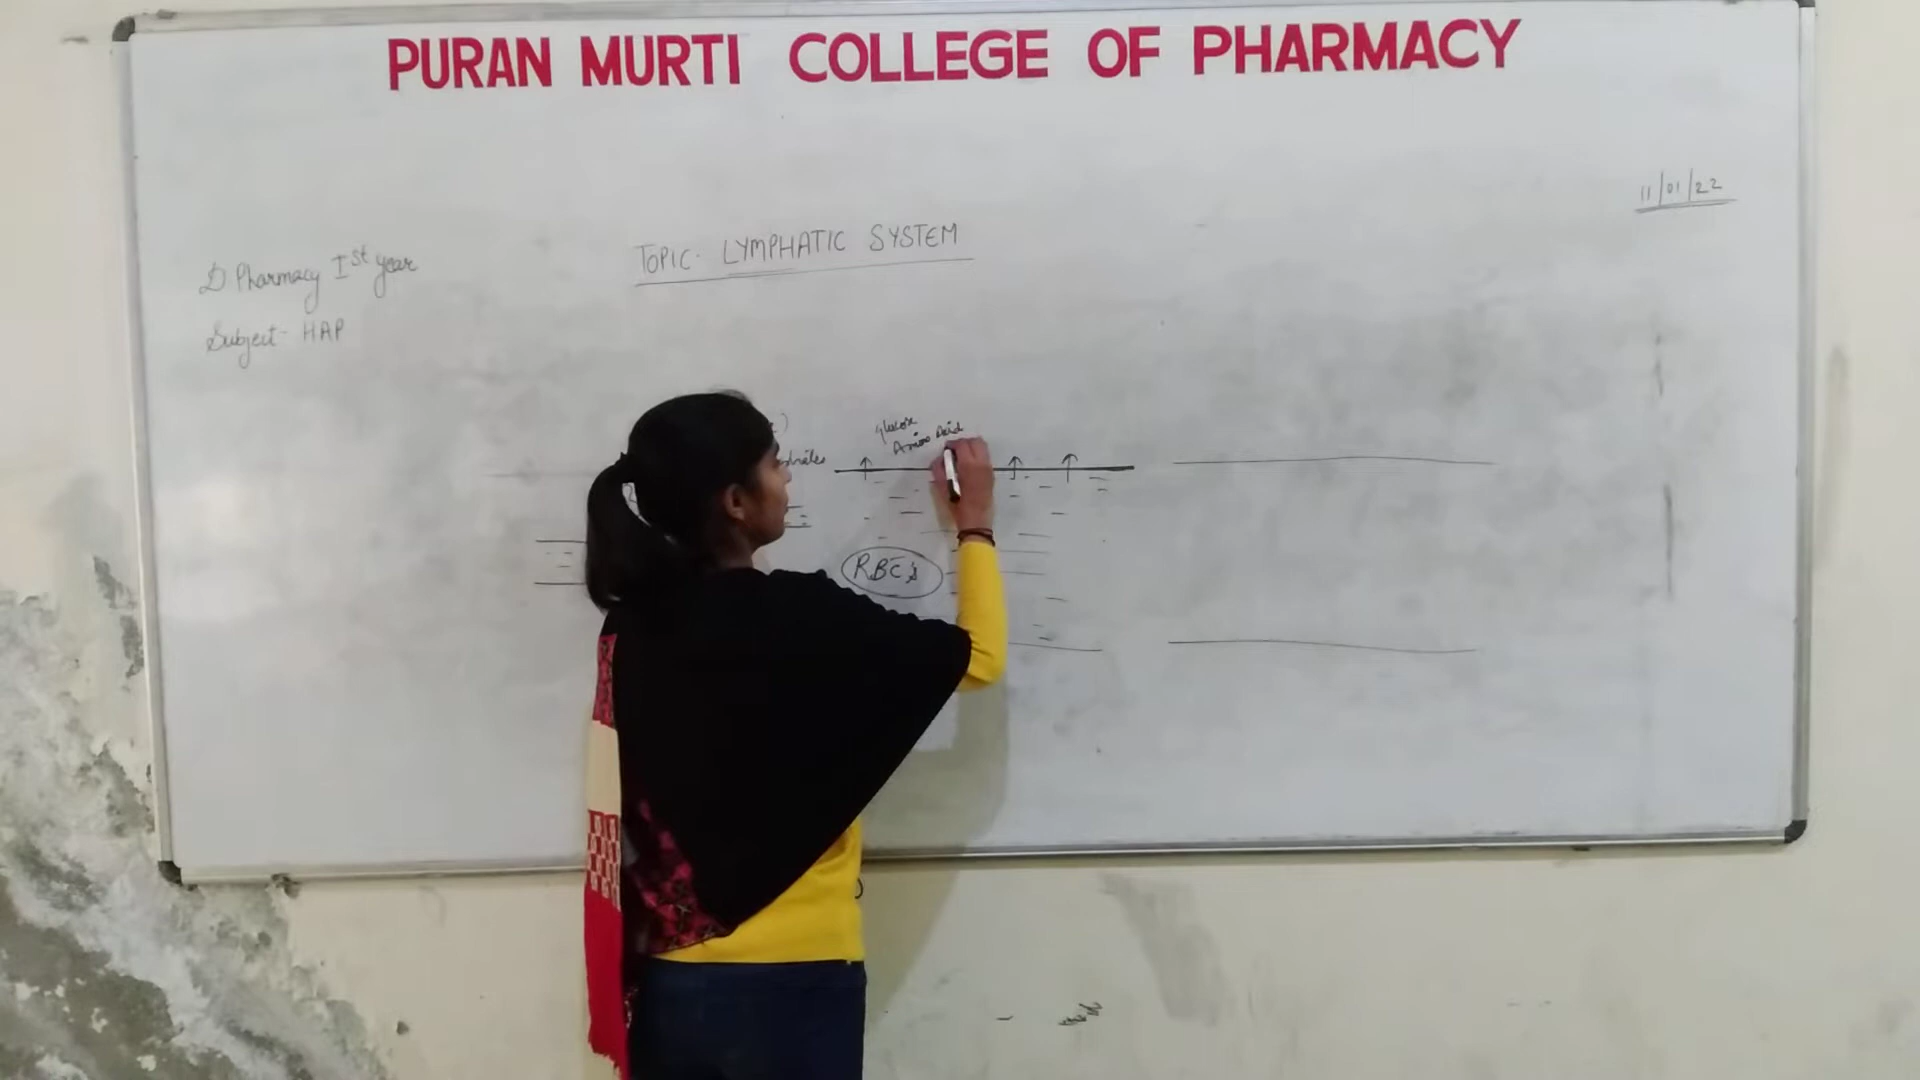 PURAN MURTI COLLEGE OF PHARMACY
11/01/22
TOPIC- LYMPHATIC SYSTEM
D Pharmacy Ist year
Subject- HAP
glucose
Amino Acid
RBC's